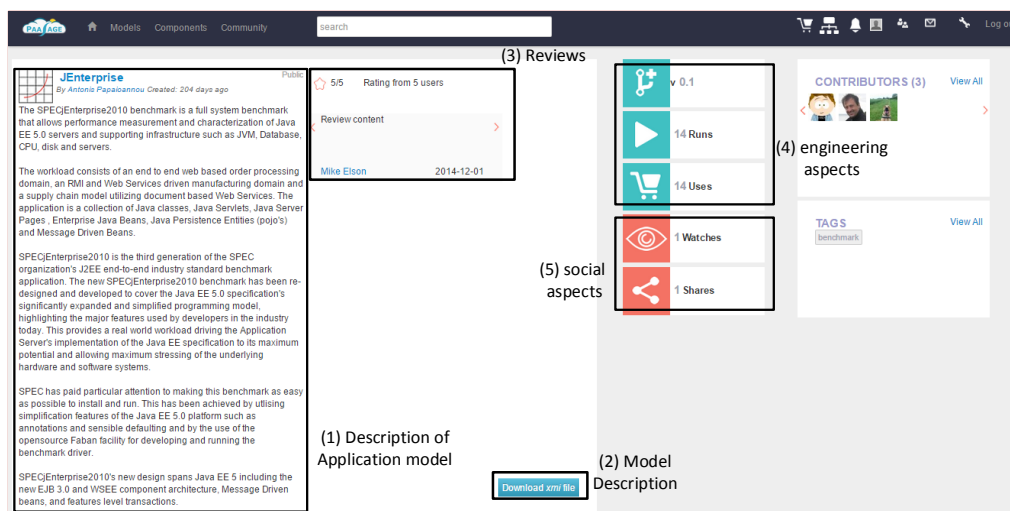 PAASAGE Models Components Community search Log ou
(3) Reviews
JEnterprise Public
By Antonis Papaioannou Created: 204 days ago
The SPECjEnterprise2010 benchmark is a full system benchmark
that allows performance measurement and characterization of Java
EE 5.0 servers and supporting infrastructure such as JVM, Database,
CPU, disk and servers.
The workload consists of an end to end web based order processing
domain, an RMI and Web Services driven manufacturing domain and
a supply chain model utilizing document based Web Services. The
application is a collection of Java classes, Java Servlets, Java Server
Pages , Enterprise Java Beans, Java Persistence Entities (pojo's)
and Message Driven Beans.
SPECjEnterprise2010 is the third generation of the SPEC
organization's J2EE end-to-end industry standard benchmark
application. The new SPECjEnterprise2010 benchmark has been re-
designed and developed to cover the Java EE 5.0 specification's
significantly expanded and simplified programming model,
highlighting the major features used by developers in the industry
today. This provides a real world workload driving the Application
Server's implementation of the Java EE specification to its maximum
potential and allowing maximum stressing of the underlying
hardware and software systems.
SPEC has paid particular attention to making this benchmark as easy
as possible to install and run. This has been achieved by utlising
simplification features of the Java EE 5.0 platform such as
annotations and sensible defaulting and by the use of the
opensource Faban facility for developing and running the
benchmark driver.
SPECjEnterprise2010's new design spans Java EE 5 including the
new EJB 3.0 and WSEE component architecture, Message Driven
beans, and features level transactions.
5/5 Rating from 5 users
Review content
Mike Elson 2014-12-01
(1) Description of
Application model
Download xmi file
(2) Model
Description
v 0.1
14 Runs
14 Uses
(4) engineering
aspects
1 Watches
1 Shares
(5) social
aspects
CONTRIBUTORS (3) View All
TAGS View All
benchmark